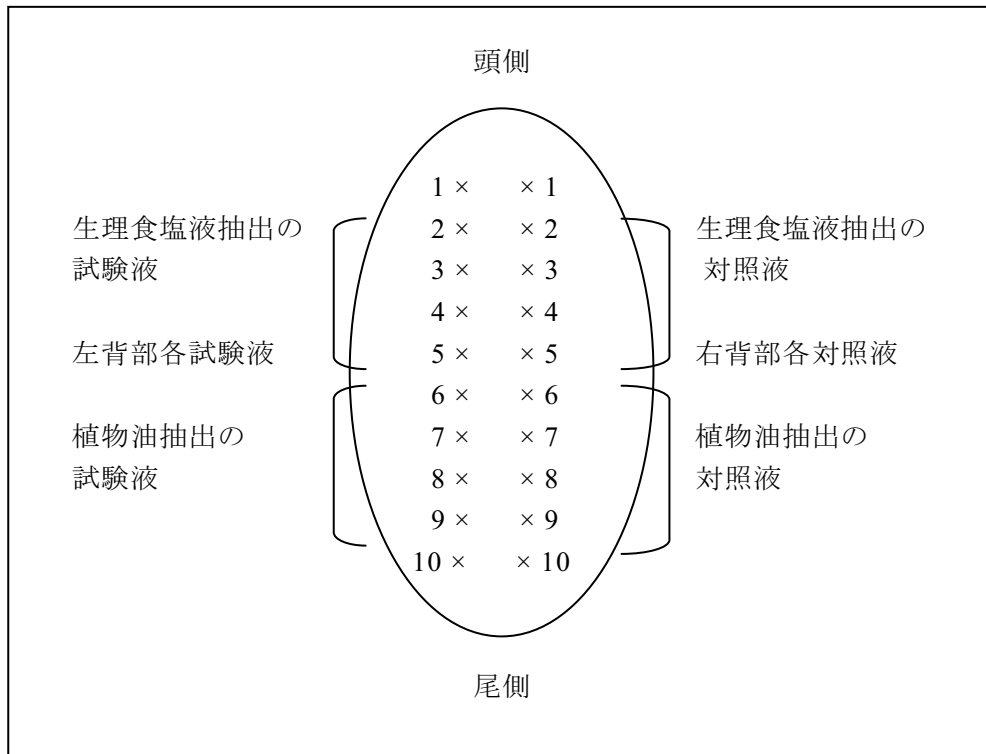 頭側
1 × × 1
生理食塩液抽出の 2 × × 2 生理食塩液抽出の
試験液 3 × × 3 対照液
4 × × 4
左背部各試験液 5 × × 5 右背部各対照液
6 × × 6
植物油抽出の 7 × × 7 植物油抽出の
試験液 8 × × 8 対照液
9 × × 9
10 × × 10
尾側